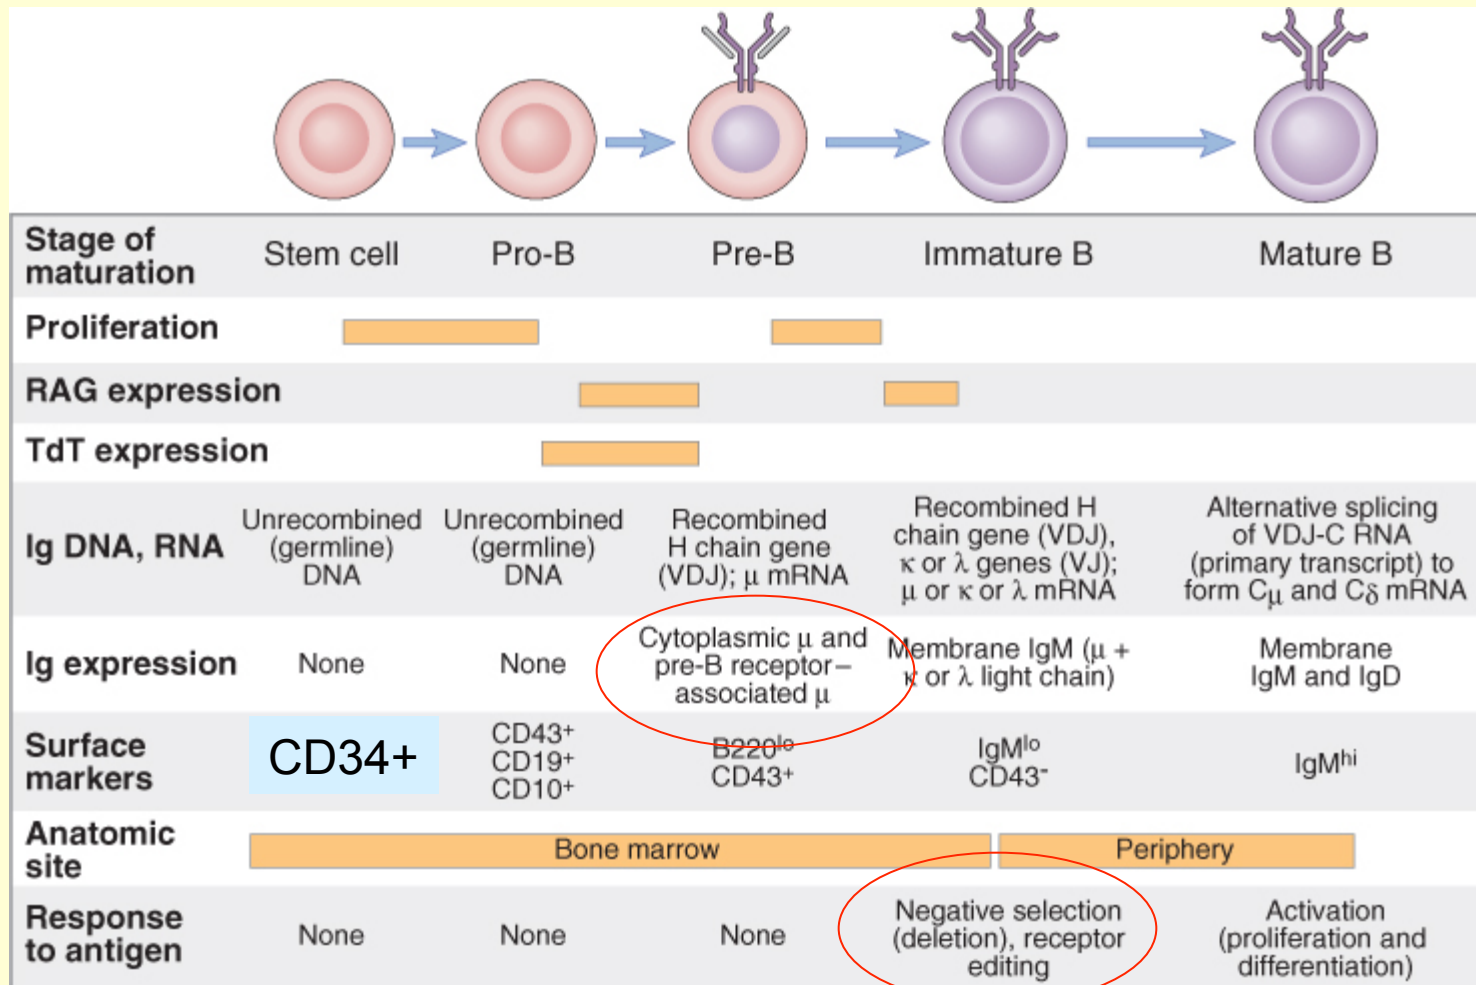 Stage of
maturation
Stem cell
Pro-B
Pre-B
Immature B
Mature B
Proliferation
RAG expression
TdT expression
Ig DNA, RNA
Unrecombined
(germline)
DNA
Unrecombined
(germline)
DNA
Recombined
H chain gene
(VDJ); μ mRNA
Recombined H
chain gene (VDJ),
κ or λ genes (VJ);
μ or κ or λ mRNA
Alternative splicing
of VDJ-C RNA
(primary transcript) to
form Cμ and Cδ mRNA
Ig expression
None
None
Cytoplasmic μ and
pre-B receptor–
associated μ
Membrane IgM (μ +
κ or λ light chain)
Membrane
IgM and IgD
Surface
markers
CD34+
CD43⁺
CD19⁺
CD10⁺
B220ˡᵒ
CD43⁺
IgMˡᵒ
CD43⁻
IgMʰⁱ
Anatomic
site
Bone marrow
Periphery
Response
to antigen
None
None
None
Negative selection
(deletion), receptor
editing
Activation
(proliferation and
differentiation)